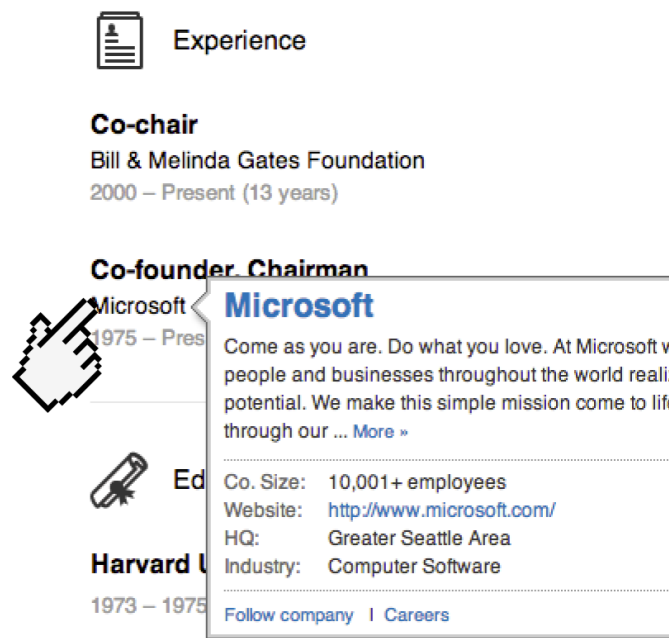 Experience
Co-chair
Bill & Melinda Gates Foundation
2000 – Present (13 years)
Co-founder, Chairman
Microsoft
1975 – Pres
Microsoft
Come as you are. Do what you love. At Microsoft w
people and businesses throughout the world reali
potential. We make this simple mission come to life
through our ... More »
Co. Size: 10,001+ employees
Website: http://www.microsoft.com/
HQ: Greater Seattle Area
Industry: Computer Software
Follow company | Careers
Ed
Harvard U
1973 – 1975